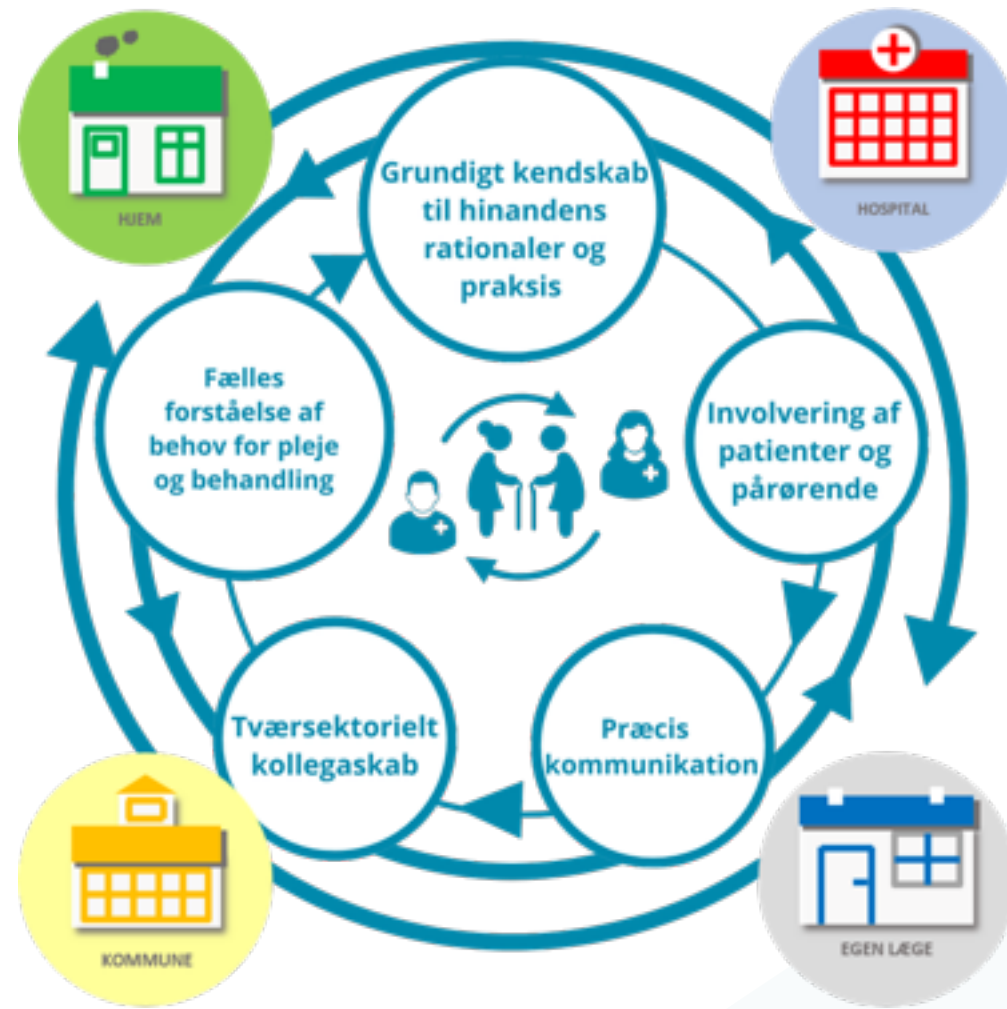 HJEM
HOSPITAL
Grundigt kendskab
til hinandens
rationaler og
praksis
Fælles
forståelse af
behov for pleje
og behandling
Involvering af
patienter og
pårørende
Tværsektorielt
kollegaskab
Præcis
kommunikation
KOMMUNE
EGEN LÆGE